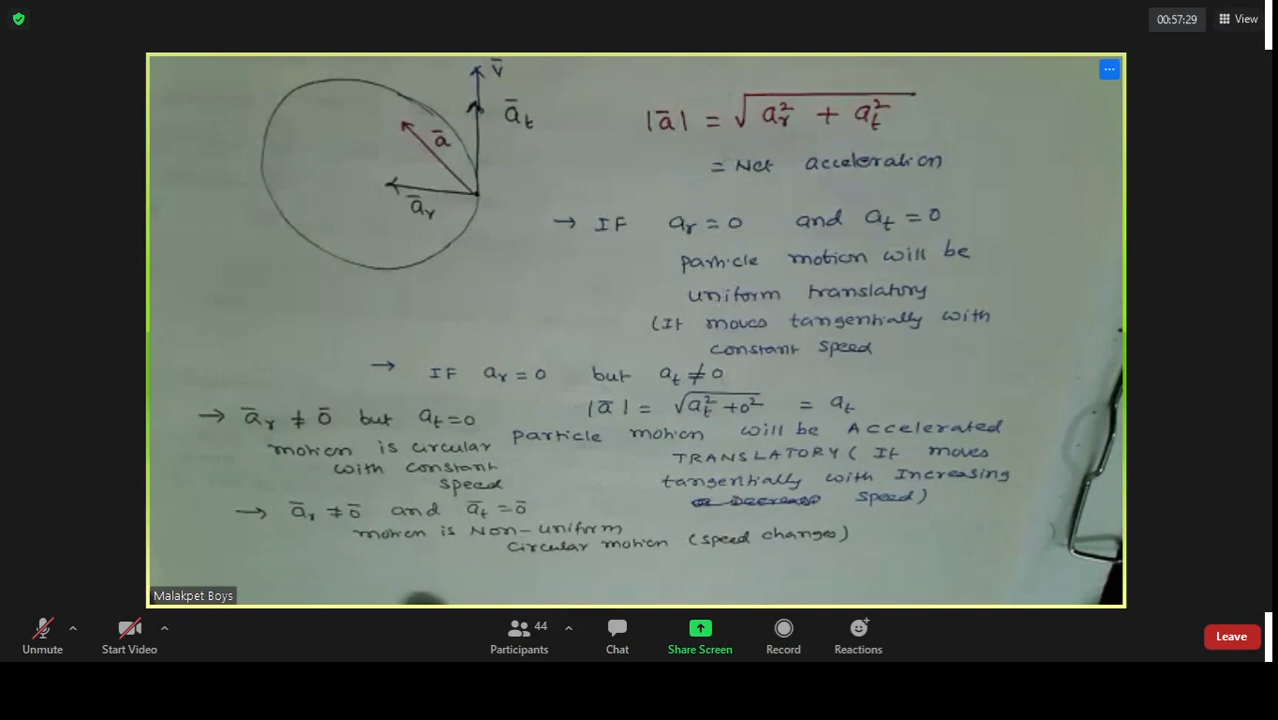 00:57:29
View
v̄
āt
ā
ār
|ā| = √(ar² + at²)
= Net acceleration
→ IF ar = 0 and at = 0
particle motion will be
uniform translatory
(It moves tangentially with
constant speed
→ IF ar = 0 but at ≠ 0
|ā| = √(at² + 0²) = at
particle motion will be Accelerated
TRANSLATORY ( It moves
tangentially with Increasing
speed)
→ ār ≠ 0̄ but at = 0
motion is circular
with constant
speed
→ ār ≠ 0̄ and āt = 0̄
motion is Non-uniform
circular motion (speed changes)
Malakpet Boys
Unmute
Start Video
Participants
44
Chat
Share Screen
Record
Reactions
Leave